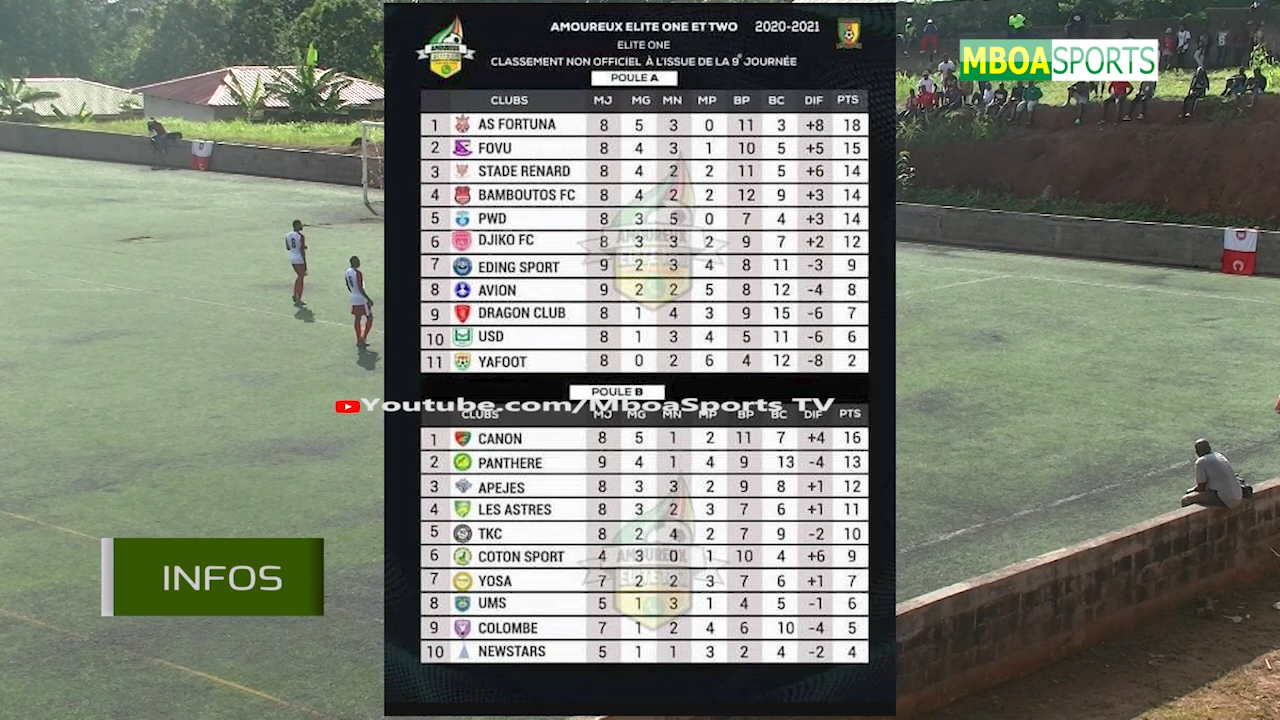 AMOUREUX ELITE ONE ET TWO 2020-2021
ELITE ONE
CLASSEMENT NON OFFICIEL À L'ISSUE DE LA 9e JOURNÉE
POULE A
CLUBS MJ MG MN MP BP BC DIF PTS
1 AS FORTUNA 8 5 3 0 11 3 +8 18
2 FOVU 8 4 3 1 10 5 +5 15
3 STADE RENARD 8 4 2 2 11 5 +6 14
4 BAMBOUTOS FC 8 4 2 2 12 9 +3 14
5 PWD 8 3 5 0 7 4 +3 14
6 DJIKO FC 8 3 3 2 9 7 +2 12
7 EDING SPORT 9 2 3 4 8 11 -3 9
8 AVION 9 2 2 5 8 12 -4 8
9 DRAGON CLUB 8 1 4 3 9 15 -6 7
10 USD 8 1 3 4 5 11 -6 6
11 YAFOOT 8 0 2 6 4 12 -8 2
POULE B
Youtube.com/MboaSports TV
CLUBS MJ MG MN MP BP BC DIF PTS
1 CANON 8 5 1 2 11 7 +4 16
2 PANTHERE 9 4 1 4 9 13 -4 13
3 APEJES 8 3 3 2 9 8 +1 12
4 LES ASTRES 8 3 2 3 7 6 +1 11
5 TKC 8 2 4 2 7 9 -2 10
6 COTON SPORT 4 3 1 10 4 +6 9
7 YOSA 7 2 2 3 7 6 +1 7
8 UMS 5 1 3 1 4 5 -1 6
9 COLOMBE 7 1 2 4 6 10 -4 5
10 NEWSTARS 5 1 1 3 2 4 -2 4
MBOASPORTS
INFOS